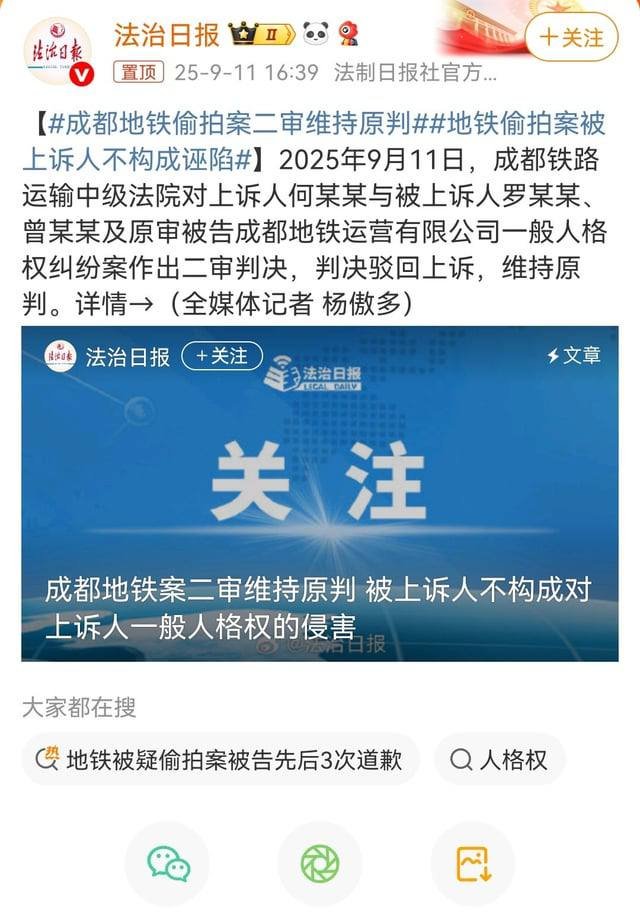 法治日报
法治日报 II
+关注
置顶 25-9-11 16:39 法制日报社官方...
【#成都地铁偷拍案二审维持原判##地铁偷拍案被
上诉人不构成诬陷#】2025年9月11日，成都铁路
运输中级法院对上诉人何某某与被上诉人罗某某、
曾某某及原审被告成都地铁运营有限公司一般人格
权纠纷案作出二审判决，判决驳回上诉，维持原
判。详情→（全媒体记者 杨傲多）
法治日报
法治日报 +关注
法治日报
LEGAL DAILY
文章
关注
成都地铁案二审维持原判 被上诉人不构成对
上诉人一般人格权的侵害
@法治日报
大家都在搜
热 地铁被疑偷拍案被告先后3次道歉
人格权